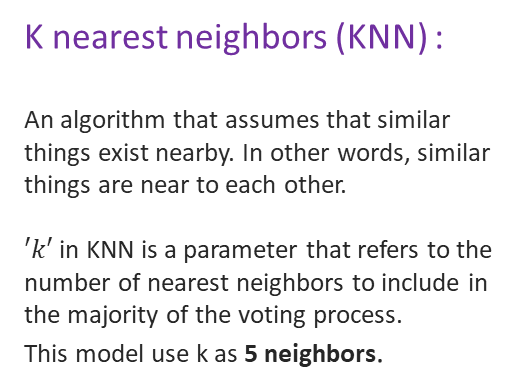 K nearest neighbors (KNN) :
An algorithm that assumes that similar
things exist nearby. In other words, similar
things are near to each other.
'k' in KNN is a parameter that refers to the
number of nearest neighbors to include in
the majority of the voting process.
This model use k as 5 neighbors.